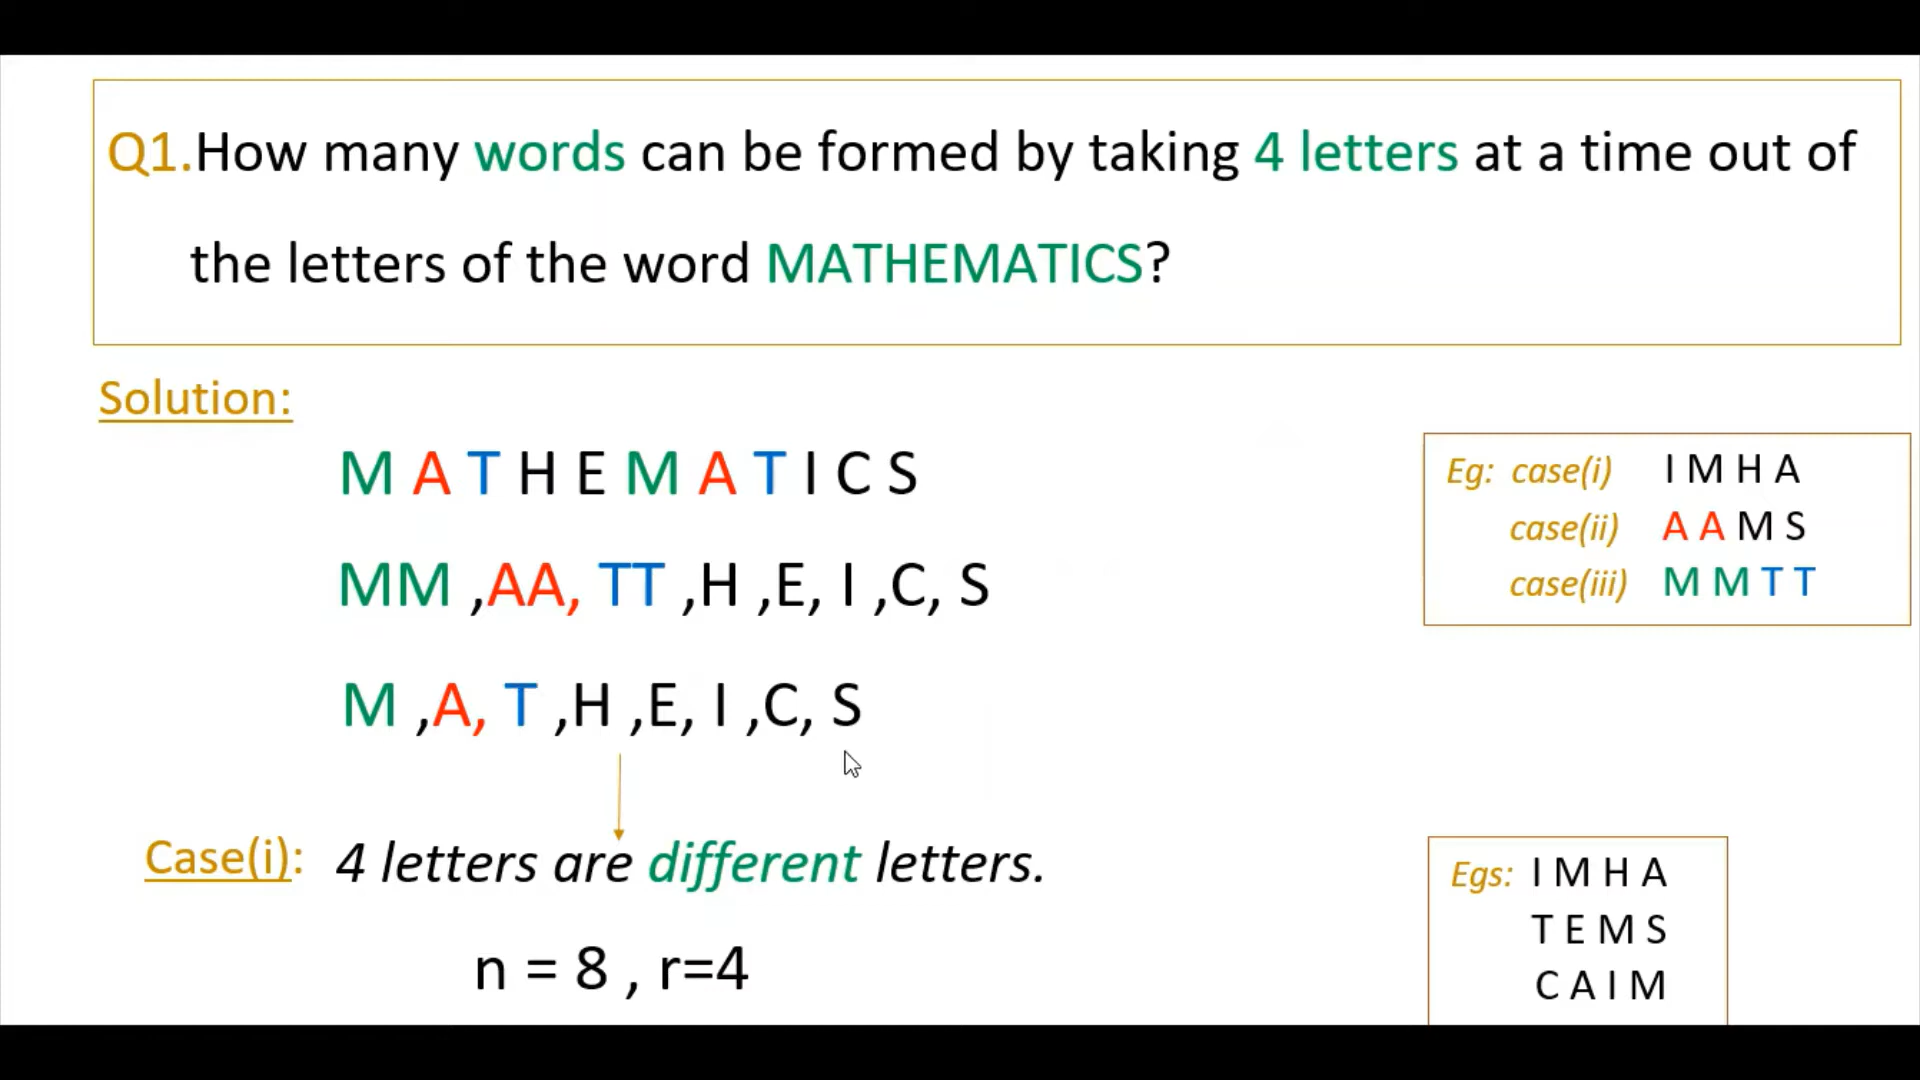 Q1.How many words can be formed by taking 4 letters at a time out of
the letters of the word MATHEMATICS?
Solution:
M A T H E M A T I C S
MM ,AA, TT ,H ,E, I ,C, S
M ,A, T ,H ,E, I ,C, S
Eg: case(i) I M H A
case(ii) A A M S
case(iii) M M T T
Case(i): 4 letters are different letters.
n = 8 , r=4
Egs: I M H A
T E M S
C A I M